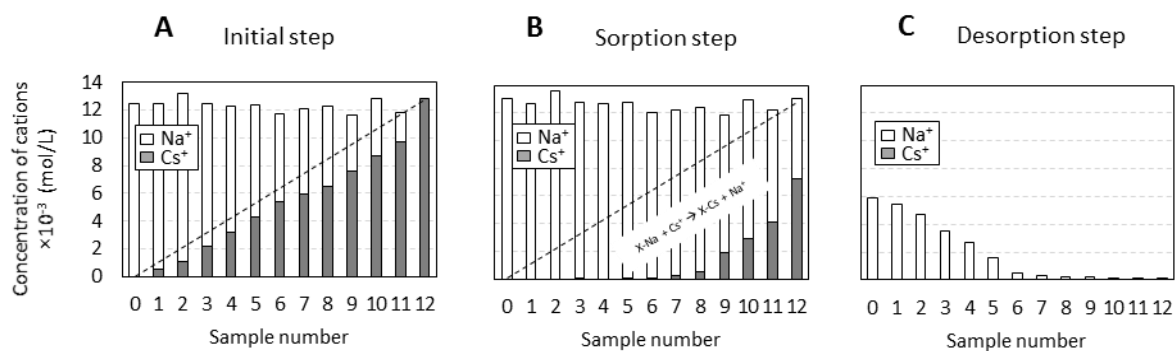 A Initial step
B Sorption step
C Desorption step
Concentration of cations
×10⁻³ (mol/L)
14
12
10
8
6
4
2
0
Na⁺
Cs⁺
0 1 2 3 4 5 6 7 8 9 10 11 12
Sample number
Na⁺
Cs⁺
X-Na + Cs⁺ → X-Cs + Na⁺
0 1 2 3 4 5 6 7 8 9 10 11 12
Sample number
Na⁺
Cs⁺
0 1 2 3 4 5 6 7 8 9 10 11 12
Sample number